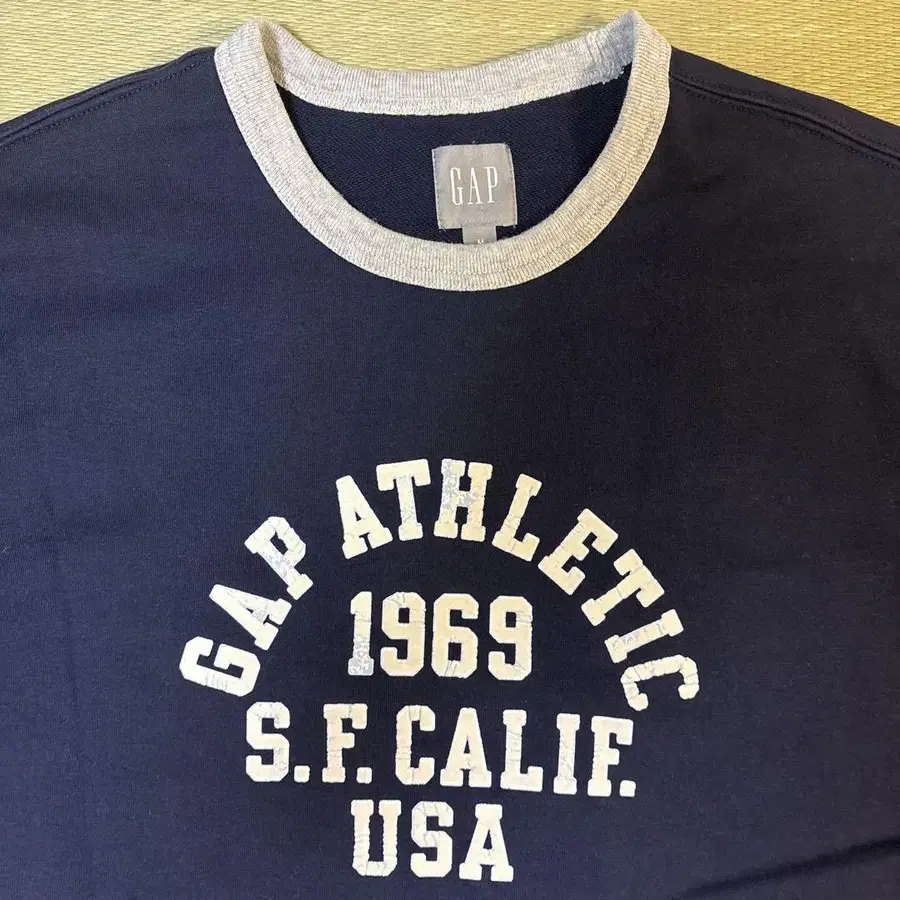 GAP
M
GAP ATHLETIC
1969
S.F. CALIF.
USA